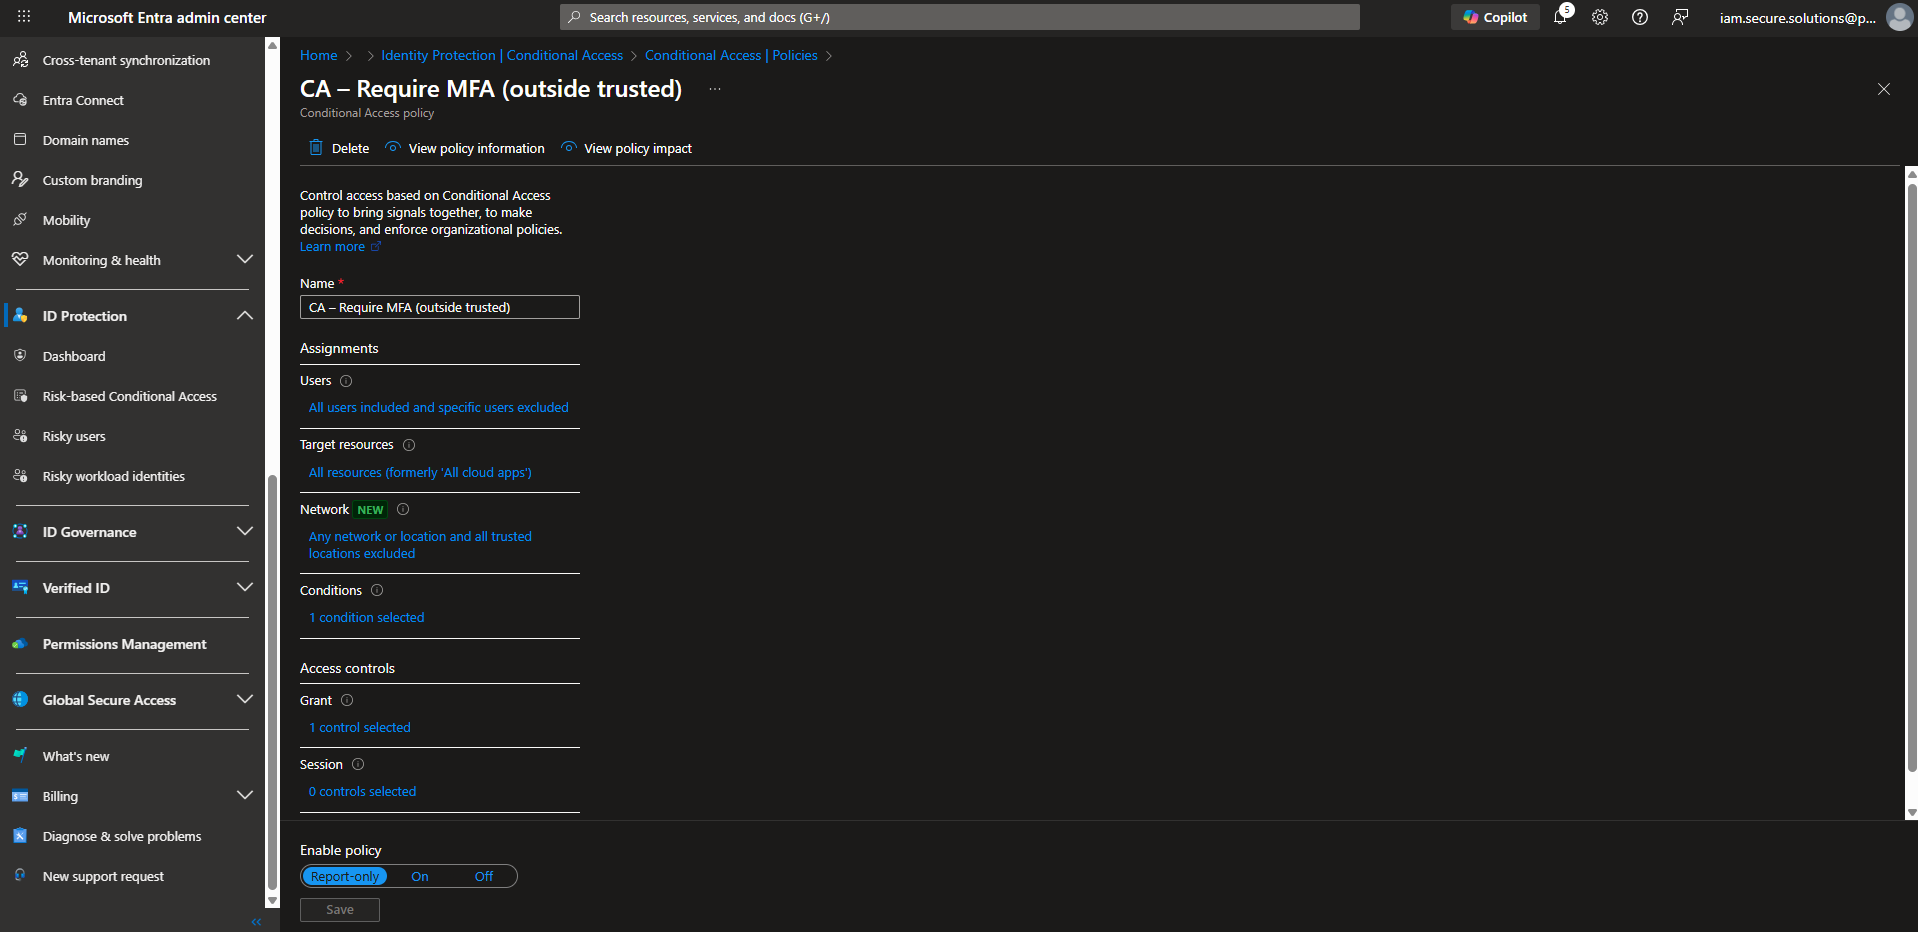 Microsoft Entra admin center
Search resources, services, and docs (G+/)
Copilot
5
iam.secure.solutions@p...
Cross-tenant synchronization
Entra Connect
Domain names
Custom branding
Mobility
Monitoring & health
ID Protection
Dashboard
Risk-based Conditional Access
Risky users
Risky workload identities
ID Governance
Verified ID
Permissions Management
Global Secure Access
What's new
Billing
Diagnose & solve problems
New support request
Home > > Identity Protection | Conditional Access > Conditional Access | Policies >
CA – Require MFA (outside trusted) ...
Conditional Access policy
Delete
View policy information
View policy impact
Control access based on Conditional Access
policy to bring signals together, to make
decisions, and enforce organizational policies.
Learn more
Name *
CA – Require MFA (outside trusted)
Assignments
Users
All users included and specific users excluded
Target resources
All resources (formerly 'All cloud apps')
Network NEW
Any network or location and all trusted
locations excluded
Conditions
1 condition selected
Access controls
Grant
1 control selected
Session
0 controls selected
Enable policy
Report-only On Off
Save